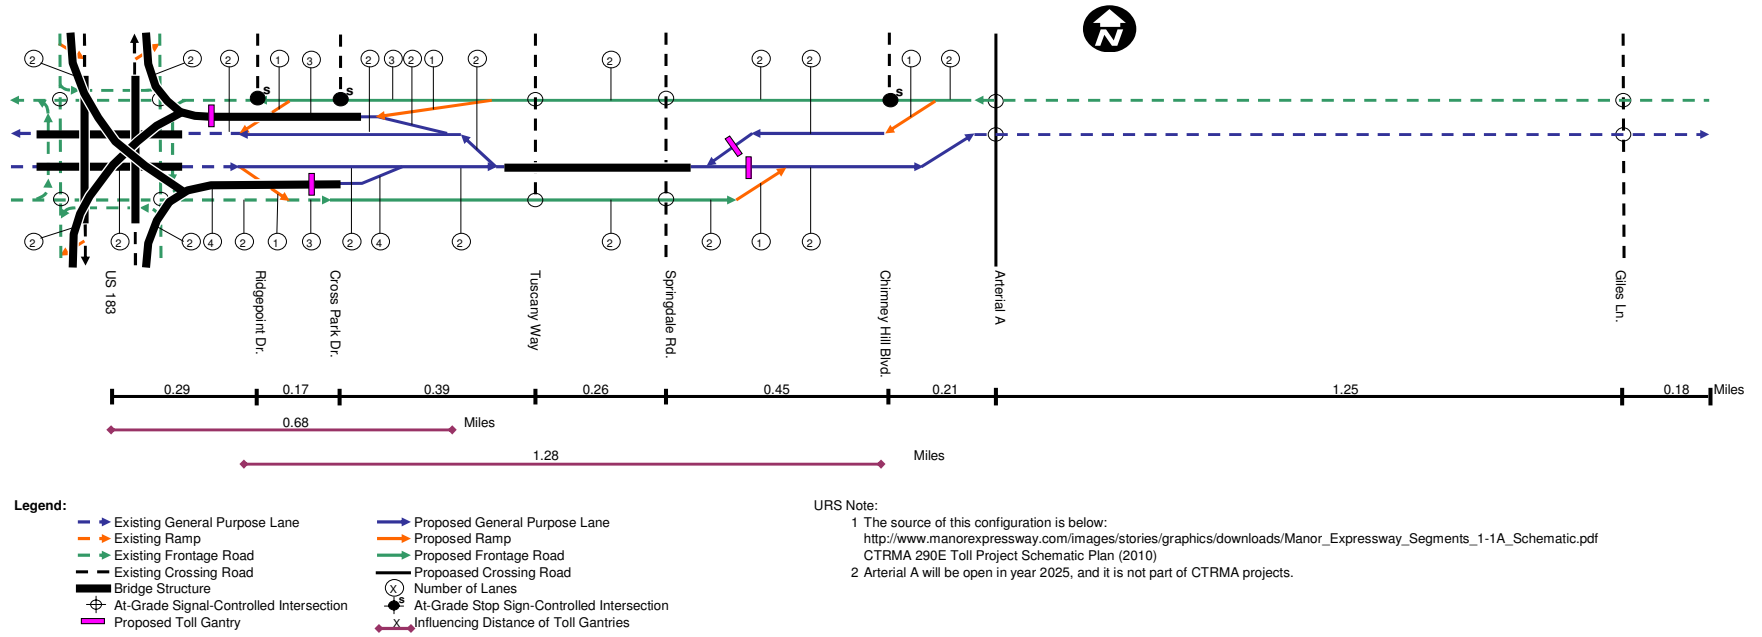 N
2 2 2 1 3 2 3 2 1 2 2 2 2 1 2
s s s
2 2 2 4 2 1 3 2 4 2 2 2 1 2
US 183
Ridgepoint Dr.
Cross Park Dr.
Tuscany Way
Springdale Rd.
Chimney Hill Blvd.
Arterial A
Giles Ln.
0.29 0.17 0.39 0.26 0.45 0.21 1.25 0.18 Miles
0.68 Miles
1.28 Miles
Legend:
Existing General Purpose Lane
Existing Ramp
Existing Frontage Road
Existing Crossing Road
Bridge Structure
At-Grade Signal-Controlled Intersection
Proposed Toll Gantry
Proposed General Purpose Lane
Proposed Ramp
Proposed Frontage Road
Propoased Crossing Road
X Number of Lanes
s At-Grade Stop Sign-Controlled Intersection
X Influencing Distance of Toll Gantries
URS Note:
1 The source of this configuration is below:
http://www.manorexpressway.com/images/stories/graphics/downloads/Manor_Expressway_Segments_1-1A_Schematic.pdf
CTRMA 290E Toll Project Schematic Plan (2010)
2 Arterial A will be open in year 2025, and it is not part of CTRMA projects.